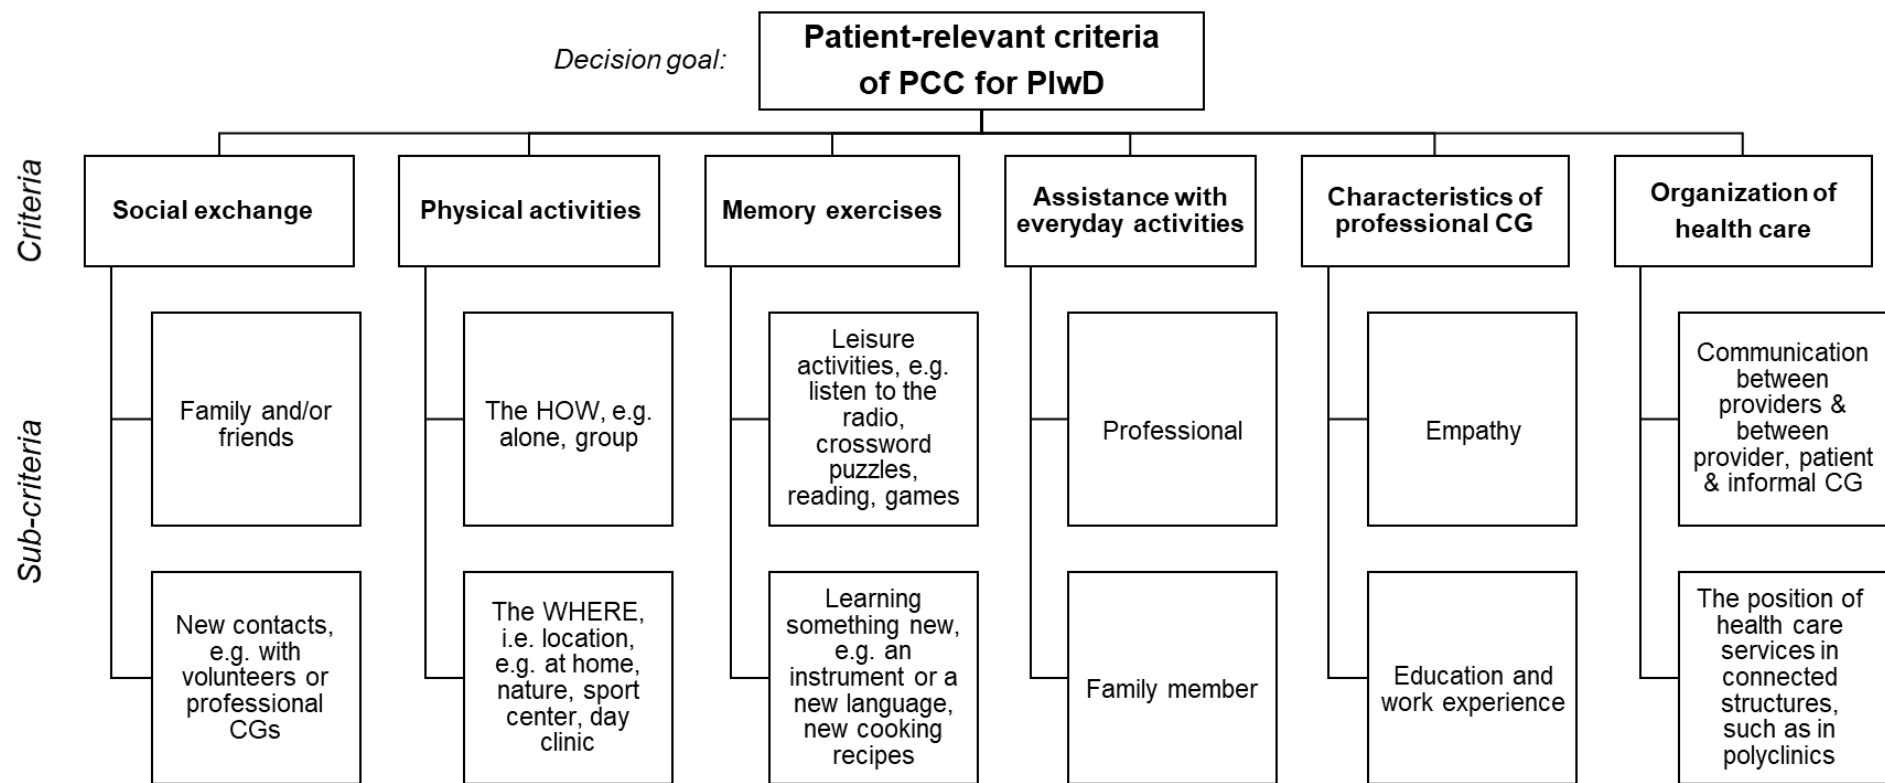 Decision goal:
Patient-relevant criteria
of PCC for PlwD
Criteria
Social exchange
Physical activities
Memory exercises
Assistance with
everyday activities
Characteristics of
professional CG
Organization of
health care
Sub-criteria
Family and/or
friends
The HOW, e.g.
alone, group
Leisure
activities, e.g.
listen to the
radio,
crossword
puzzles,
reading, games
Professional
Empathy
Communication
between
providers &
between
provider, patient
& informal CG
New contacts,
e.g. with
volunteers or
professional
CGs
The WHERE,
i.e. location,
e.g. at home,
nature, sport
center, day
clinic
Learning
something new,
e.g. an
instrument or a
new language,
new cooking
recipes
Family member
Education and
work experience
The position of
health care
services in
connected
structures,
such as in
polyclinics